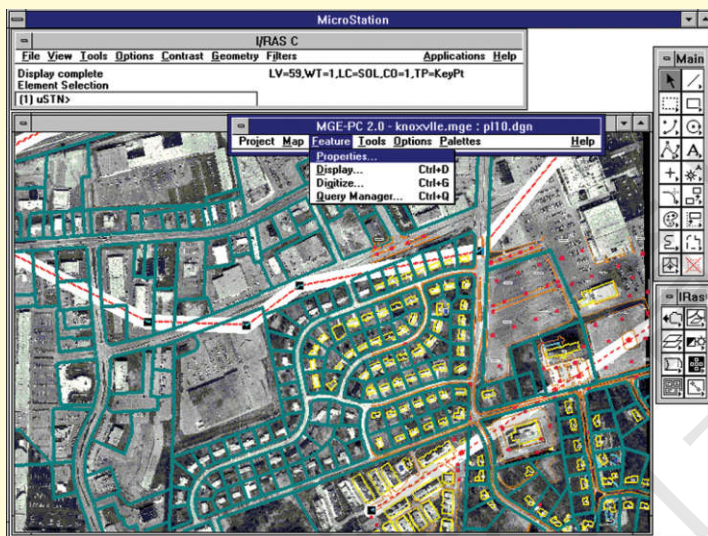 MicroStation
I/RAS C
File View Tools Options Contrast Geometry Filters Applications Help
Display complete
LV=59,WT=1,LC=SOL,CO=1,TP=KeyPt
Element Selection
(1) uSTN>
Main
MGE-PC 2.0 - knoxvlle.mge : pl10.dgn
Project Map Feature Tools Options Palettes Help
Properties...
Display... Ctrl+D
Digitize... Ctrl+G
Query Manager... Ctrl+Q
A